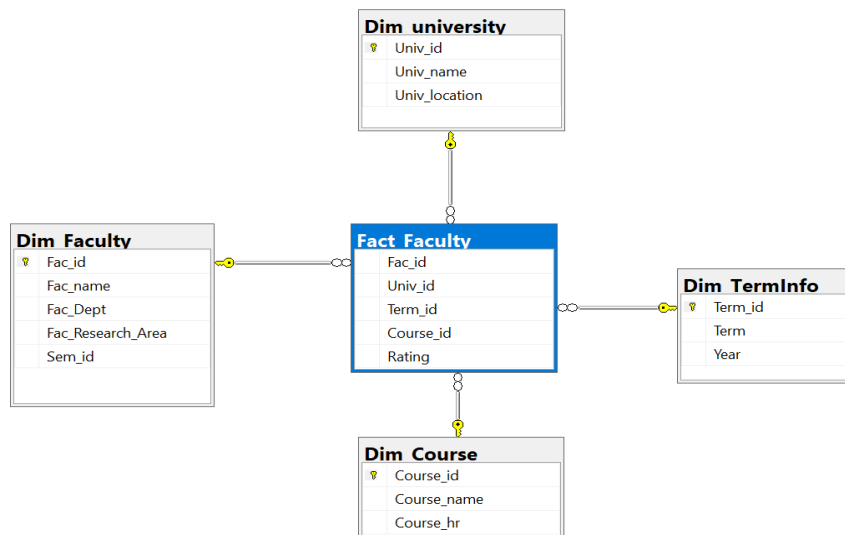 Dim_university
Univ_id
Univ_name
Univ_location
Dim_Faculty
Fac_id
Fac_name
Fac_Dept
Fac_Research_Area
Sem_id
Fact_Faculty
Fac_id
Univ_id
Term_id
Course_id
Rating
Dim_TermInfo
Term_id
Term
Year
Dim_Course
Course_id
Course_name
Course_hr